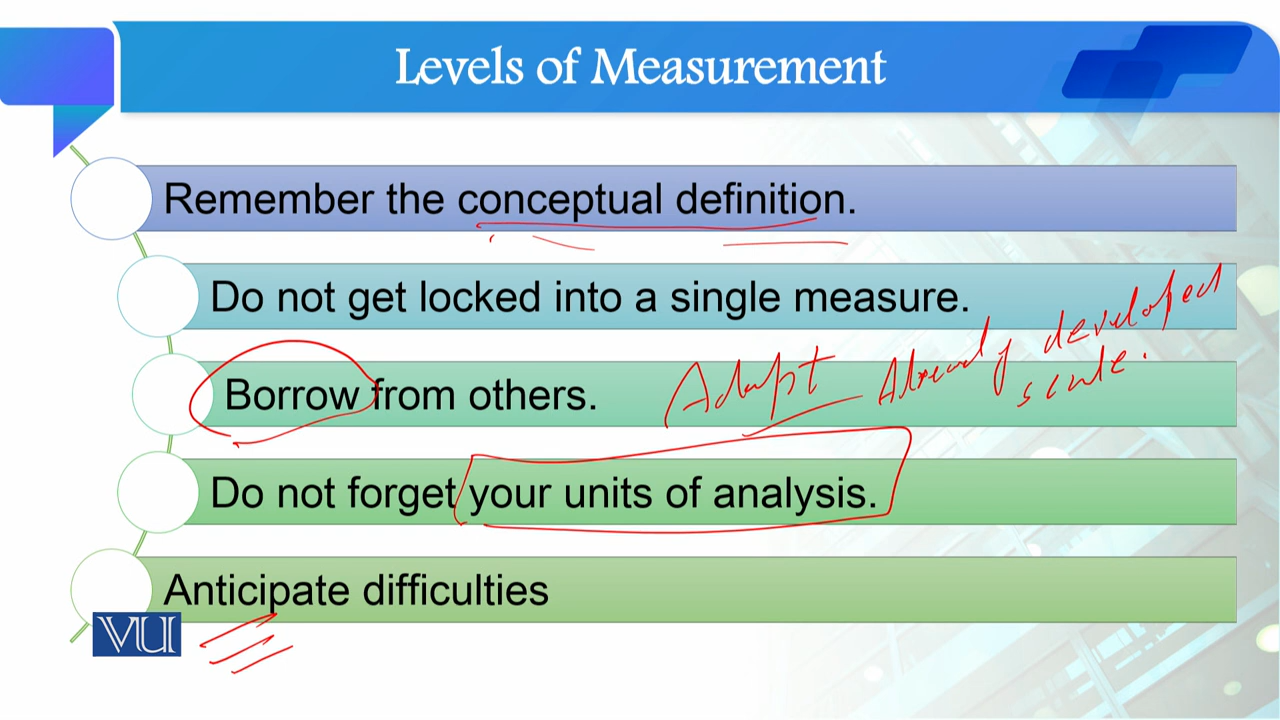 Levels of Measurement
Remember the conceptual definition.
Do not get locked into a single measure.
Borrow from others.
Adapt Already developed
scale.
Do not forget your units of analysis.
Anticipate difficulties
VU